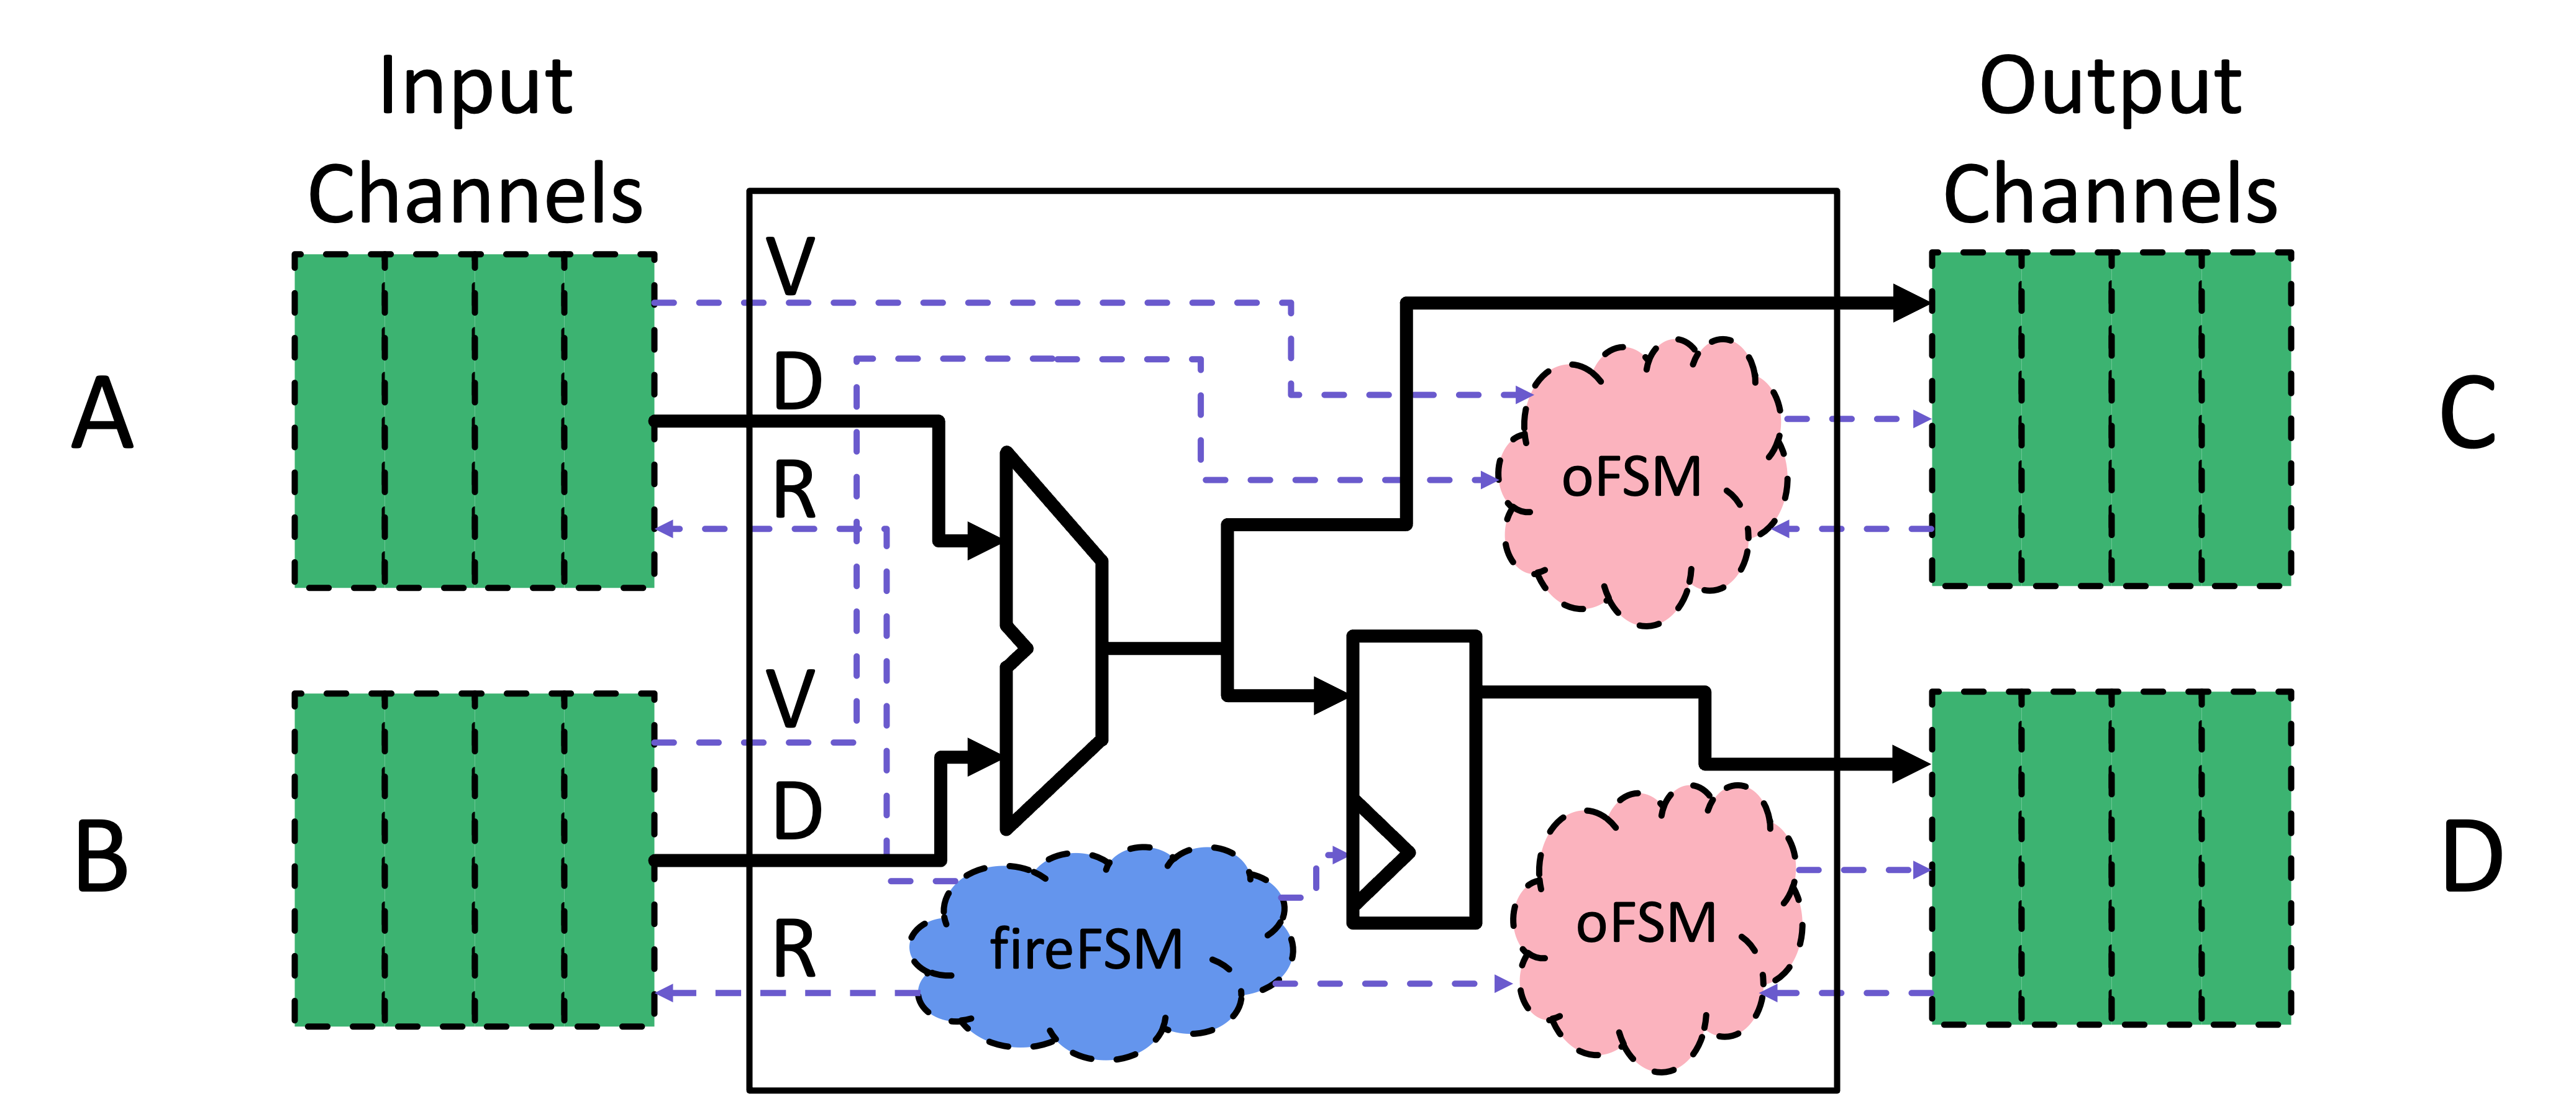 Input
Channels
Output
Channels
V
D
A
R
oFSM
C
V
D
B
R
fireFSM
oFSM
D